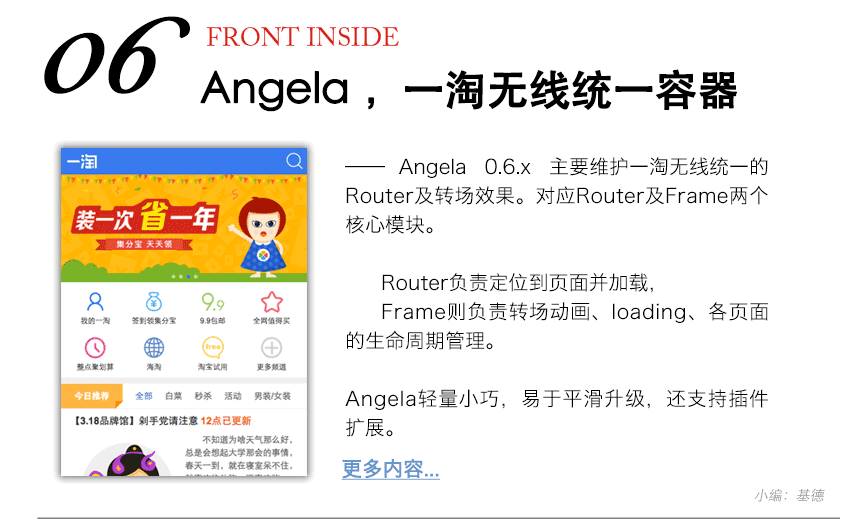 06
FRONT INSIDE
Angela ，一淘无线统一容器
一淘
装一次 省 一年
集分宝 天天领
我的一淘 签到领集分宝 9.9包邮 全网值得买
整点聚划算 海淘 淘宝试用 更多频道
今日推荐 全部 白菜 秒杀 活动 男装/女装
【3.18品牌馆】剁手党请注意 12点已更新
不知道为啥天气那么好，
总是会想起大学那会的事情，
春天一到，就在寝室呆不住，
—— Angela 0.6.x 主要维护一淘无线统一的
Router及转场效果。对应Router及Frame两个
核心模块。
Router负责定位到页面并加载，
Frame则负责转场动画、loading、各页面
的生命周期管理。
Angela轻量小巧，易于平滑升级，还支持插件
扩展。
更多内容...
小编：基德